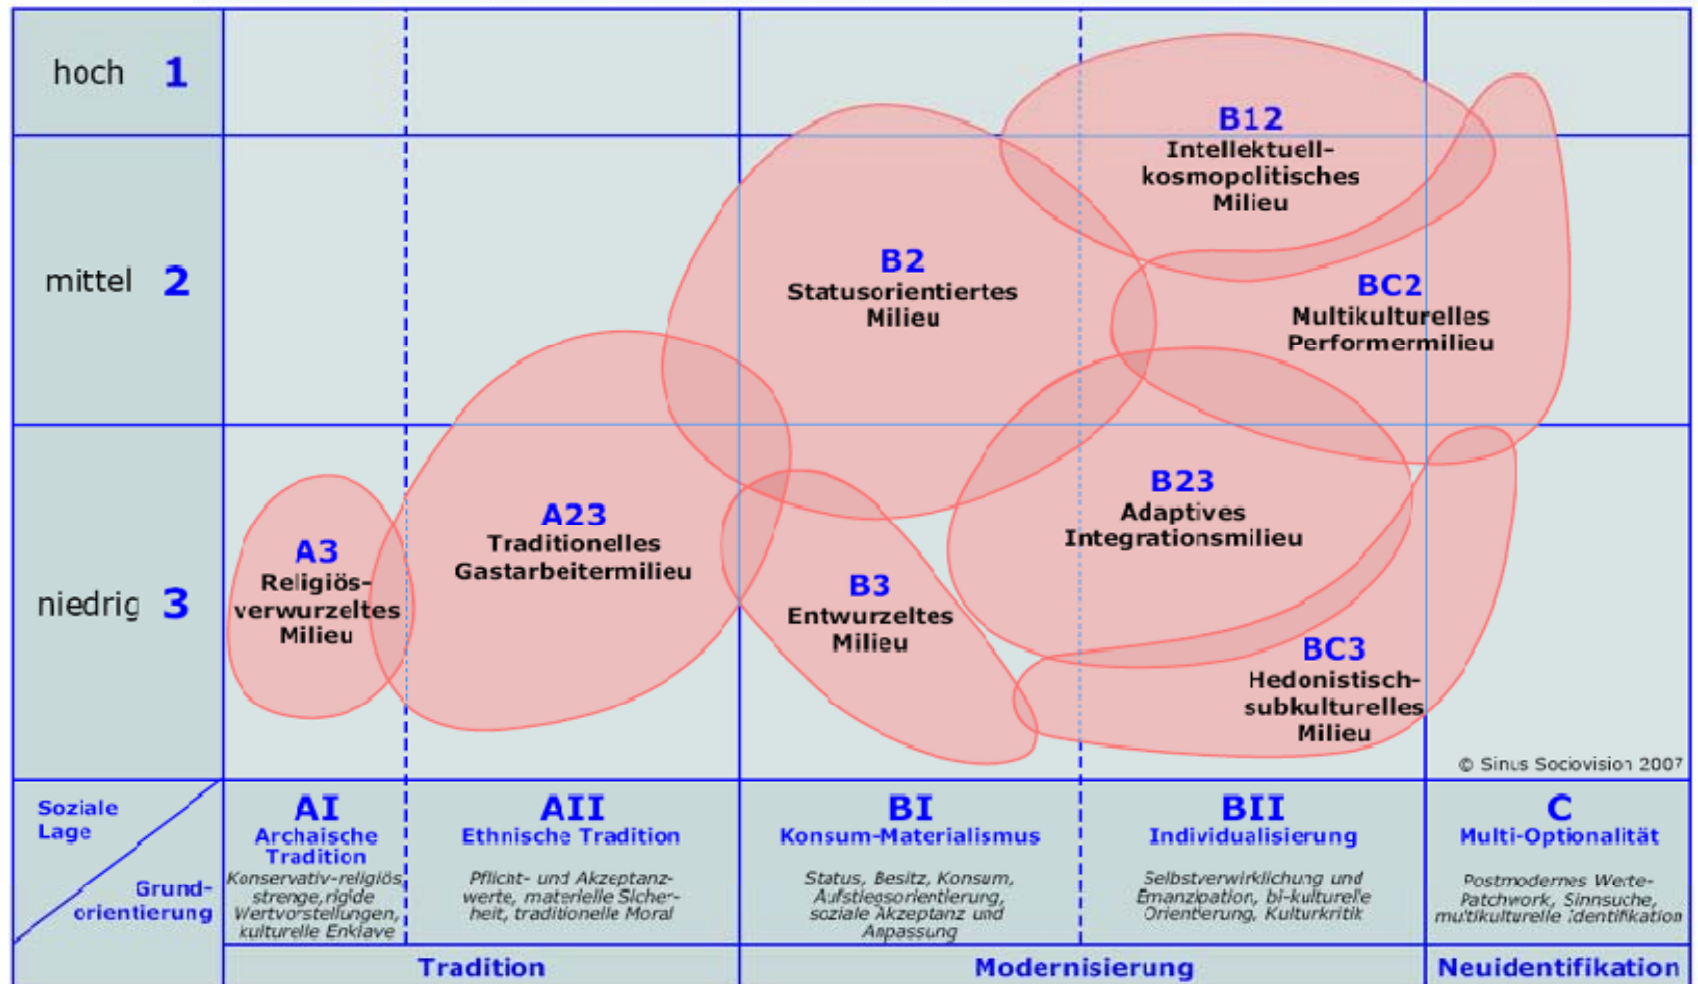 hoch 1
mittel 2
niedrig 3
B12
Intellektuell-
kosmopolitisches
Milieu
B2
Statusorientiertes
Milieu
BC2
Multikulturelles
Performermilieu
A3
Religiös-
verwurzeltes
Milieu
A23
Traditionelles
Gastarbeitermilieu
B3
Entwurzeltes
Milieu
B23
Adaptives
Integrationsmilieu
BC3
Hedonistisch-
subkulturelles
Milieu
© Sinus Sociovision 2007
Soziale
Lage
Grund-
orientierung
AI
Archaische
Tradition
Konservativ-religiös,
strenge, rigide
Wertvorstellungen,
kulturelle Enklave
AII
Ethnische Tradition
Pflicht- und Akzeptanz-
werte, materielle Sicher-
heit, traditionelle Moral
BI
Konsum-Materialismus
Status, Besitz, Konsum,
Aufstiegsorientierung,
soziale Akzeptanz und
Anpassung
BII
Individualisierung
Selbstverwirklichung und
Emanzipation, bi-kulturelle
Orientierung, Kulturkritik
C
Multi-Optionalität
Postmodernes Werte-
Patchwork, Sinnsuche,
multikulturelle Identifikation
Tradition
Modernisierung
Neuidentifikation